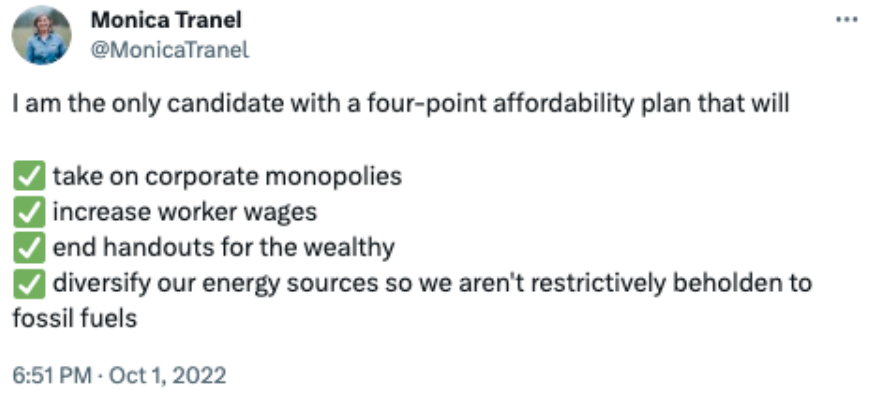 Monica Tranel
@MonicaTranel
I am the only candidate with a four-point affordability plan that will
✅ take on corporate monopolies
✅ increase worker wages
✅ end handouts for the wealthy
✅ diversify our energy sources so we aren't restrictively beholden to
fossil fuels
6:51 PM · Oct 1, 2022